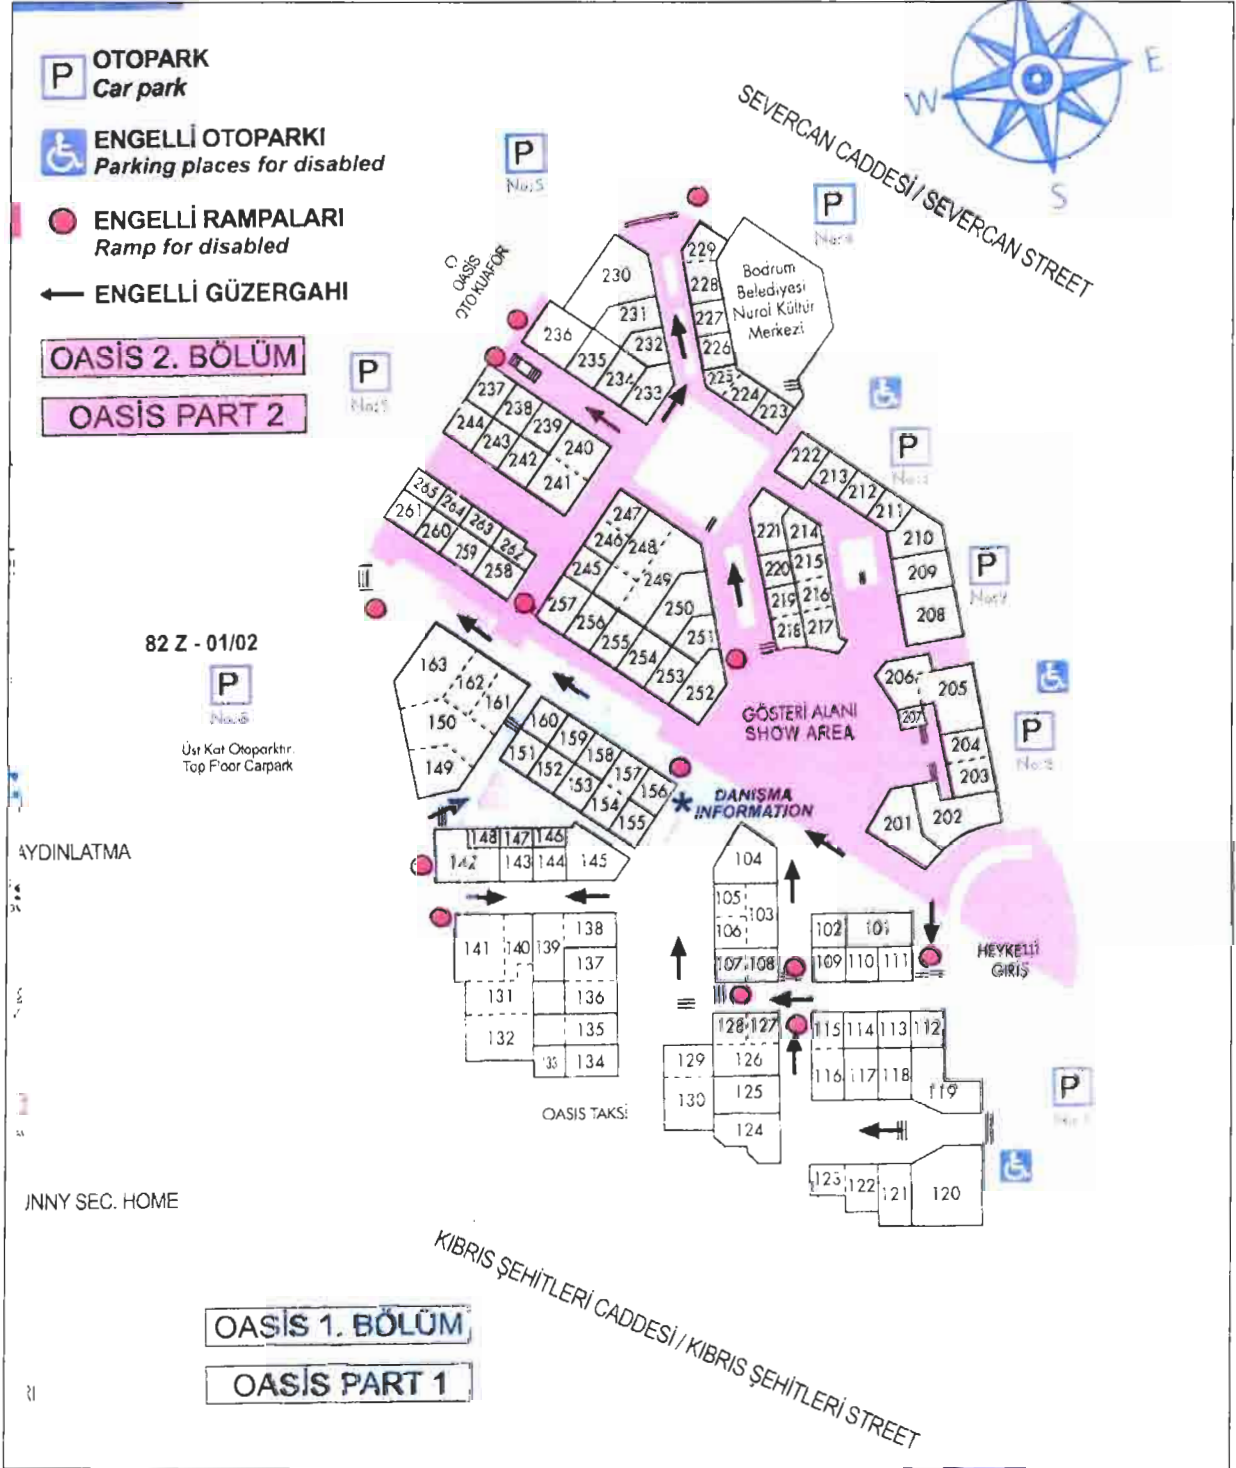 P OTOPARK
Car park
ENGELLİ OTOPARKI
Parking places for disabled
ENGELLİ RAMPALARI
Ramp for disabled
ENGELLİ GÜZERGAHI
OASİS 2. BÖLÜM
OASİS PART 2
W
E
S
SEVERCAN CADDESİ / SEVERCAN STREET
P
No:5
P
OASIS
OTO KUAFOR
P
230
229
228
227
226
225
224
223
Bodrum
Belediyesi
Nurol Kültür
Merkezi
231
232
233
234
235
236
237
238
239
240
241
242
243
244
222
213
212
211
210
209
208
P
P
265
264
263
262
261
260
259
258
247
246
248
245
249
250
251
257
256
255
254
253
252
221
214
220
215
219
216
218
217
206
205
207
204
203
202
201
P
82 Z - 01/02
P
Üst Kat Otoparktır.
Top Floor Carpark
163
162
161
150
149
160
159
158
157
156
151
152
153
154
155
GÖSTERİ ALANI
SHOW AREA
DANIŞMA
INFORMATION
AYDINLATMA
148
147
146
142
143
144
145
104
105
103
106
107
108
102
101
109
110
111
HEYKELLİ
GİRİŞ
141
140
139
138
137
136
135
134
133
131
132
128
127
126
125
124
129
130
115
114
113
112
116
117
118
119
P
OASIS TAKSİ
123
122
121
120
JNNY SEC. HOME
KIBRIS ŞEHİTLERİ CADDESİ / KIBRIS ŞEHİTLERİ STREET
OASİS 1. BÖLÜM
OASİS PART 1